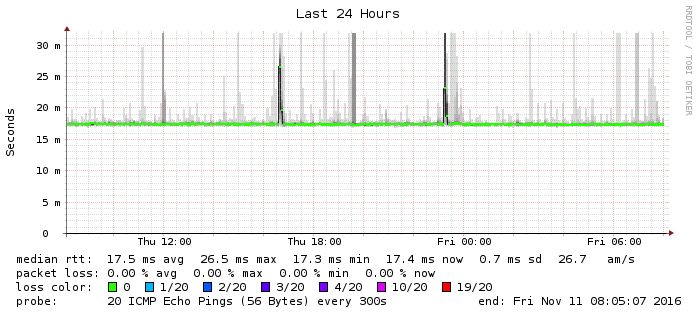 Last 24 Hours
RRDTOOL / TOBI OETIKER
Seconds
30 m
25 m
20 m
15 m
10 m
5 m
0
Thu 12:00 Thu 18:00 Fri 00:00 Fri 06:00
median rtt: 17.5 ms avg 26.5 ms max 17.3 ms min 17.4 ms now 0.7 ms sd 26.7 am/s
packet loss: 0.00 % avg 0.00 % max 0.00 % min 0.00 % now
loss color: 0 1/20 2/20 3/20 4/20 10/20 19/20
probe: 20 ICMP Echo Pings (56 Bytes) every 300s end: Fri Nov 11 08:05:07 2016